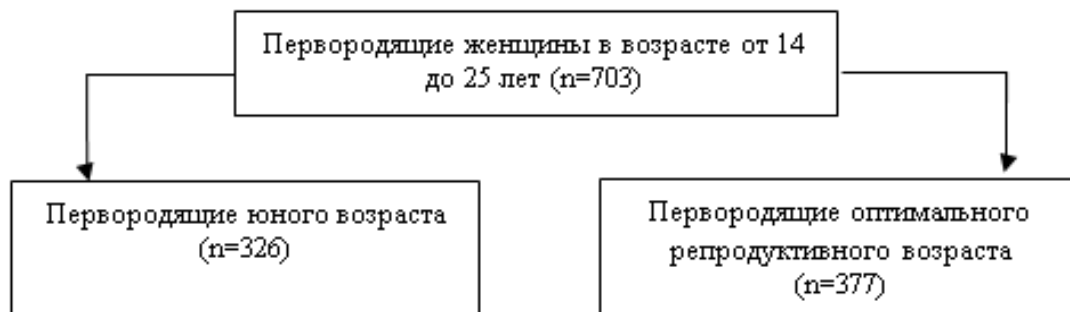 Первородящие женщины в возрасте от 14
до 25 лет (n=703)
Первородящие юного возраста
(n=326)
Первородящие оптимального
репродуктивного возраста
(n=377)